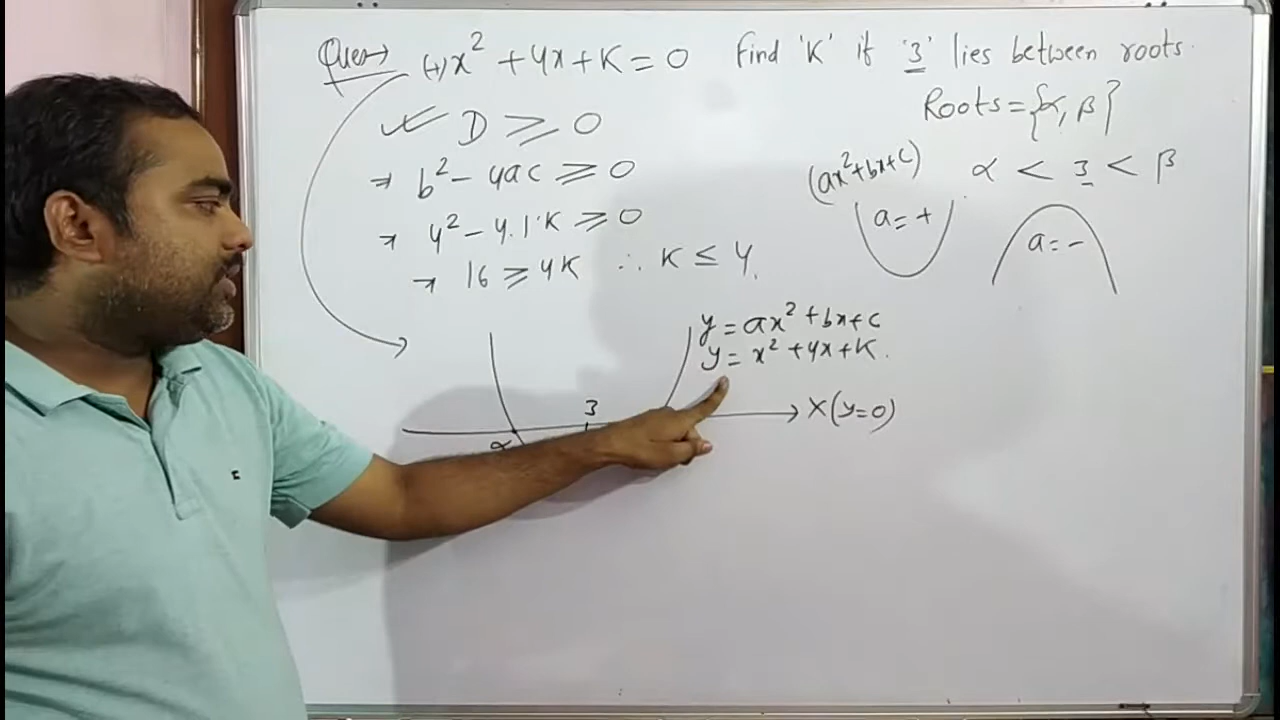 Ques→ (+)x² + 4x + K = 0 Find 'K' if '3' lies between roots.
Roots = {α, β}
✓ D ≥ 0
⇒ b² - 4ac ≥ 0
(ax²+bx+c) α < 3 < β
→ 4² - 4.1.K ≥ 0
a = + a = -
→ 16 ≥ 4K ∴ K ≤ 4.
y = ax² + bx + c
y = x² + 4x + K.
3
X (y=0)
α
E